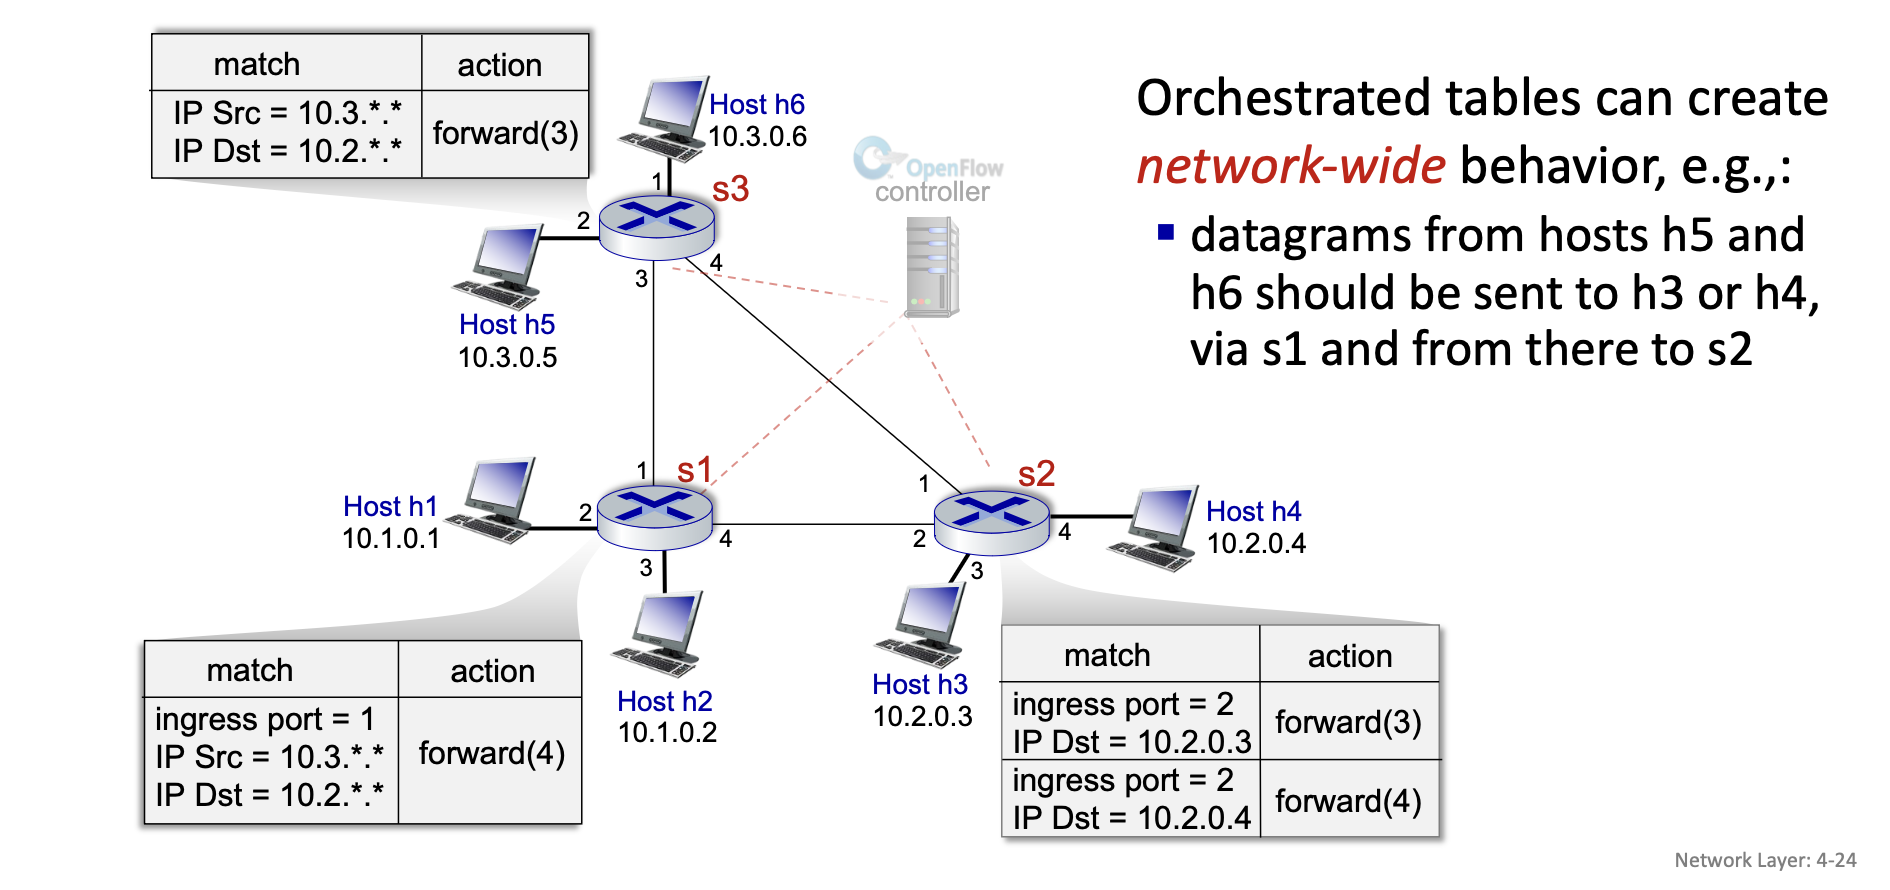 match action
IP Src = 10.3.*.*
IP Dst = 10.2.*.*
forward(3)
Host h6
10.3.0.6
1
s3
2
3
4
Host h5
10.3.0.5
OpenFlow
controller
Orchestrated tables can create
network-wide behavior, e.g.,:
datagrams from hosts h5 and
h6 should be sent to h3 or h4,
via s1 and from there to s2
1
s1
2
3
4
Host h1
10.1.0.1
Host h2
10.1.0.2
1
s2
2
3
4
Host h4
10.2.0.4
Host h3
10.2.0.3
match action
ingress port = 1
IP Src = 10.3.*.*
IP Dst = 10.2.*.*
forward(4)
match action
ingress port = 2
IP Dst = 10.2.0.3
forward(3)
ingress port = 2
IP Dst = 10.2.0.4
forward(4)
Network Layer: 4-24